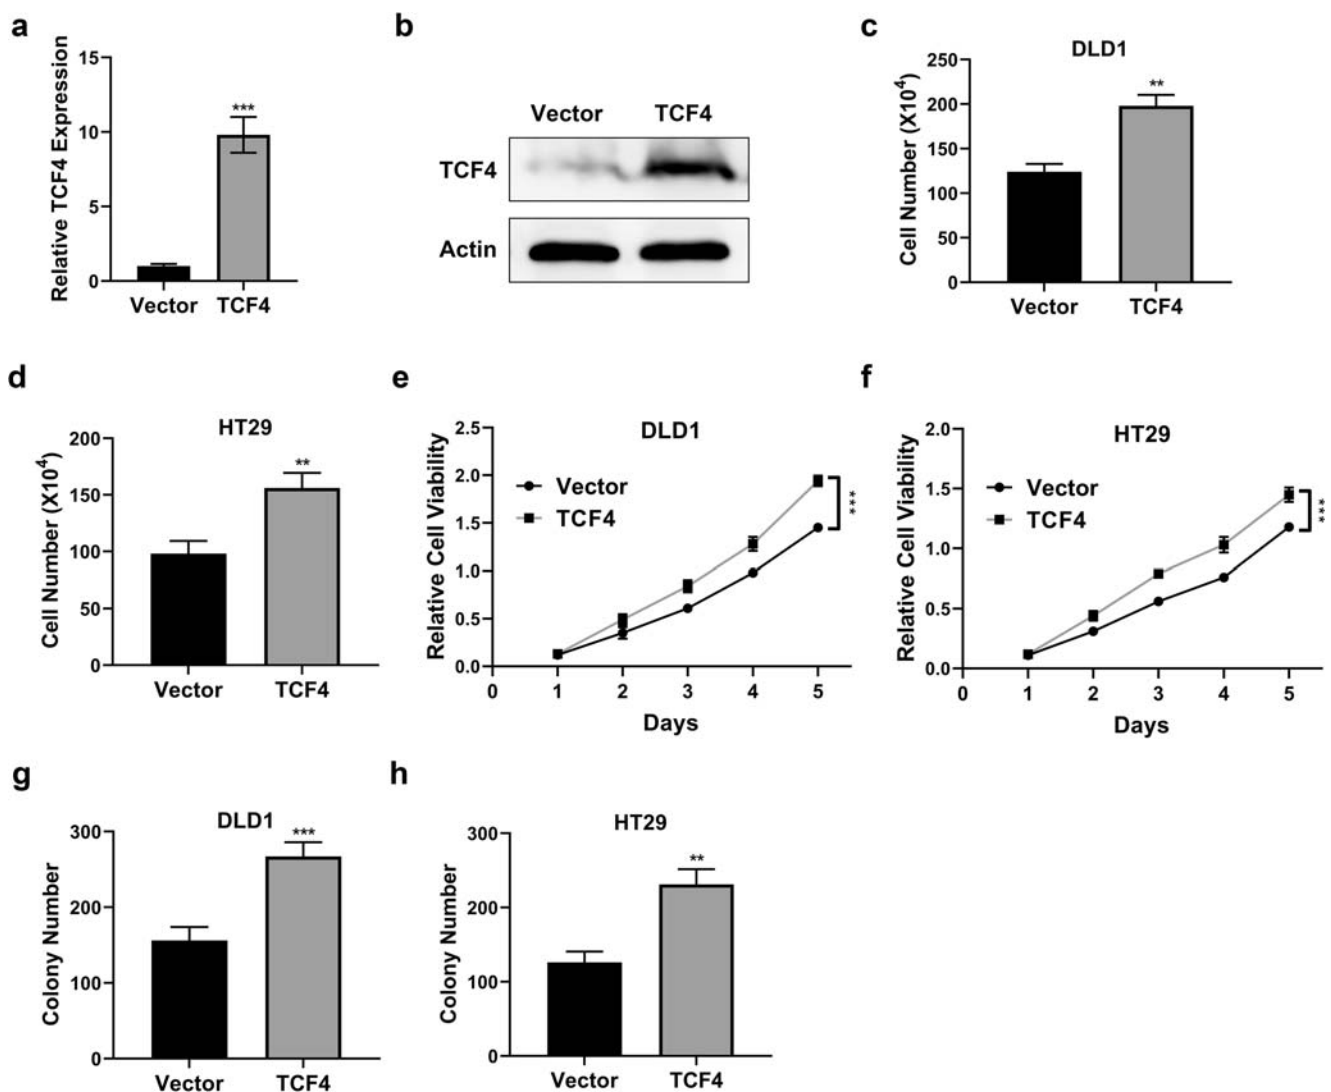 a
Relative TCF4 Expression
15
10
5
0
***
Vector TCF4
b
Vector TCF4
TCF4
Actin
c
DLD1
Cell Number (X10⁴)
250
200
150
100
50
0
**
Vector TCF4
d
HT29
Cell Number (X10⁴)
200
150
100
50
0
**
Vector TCF4
e
DLD1
Relative Cell Viability
2.5
2.0
1.5
1.0
0.5
0.0
Vector
TCF4
***
0 1 2 3 4 5
Days
f
HT29
Relative Cell Viability
2.0
1.5
1.0
0.5
0.0
Vector
TCF4
***
0 1 2 3 4 5
Days
g
DLD1
Colony Number
300
200
100
0
***
Vector TCF4
h
HT29
Colony Number
300
200
100
0
**
Vector TCF4